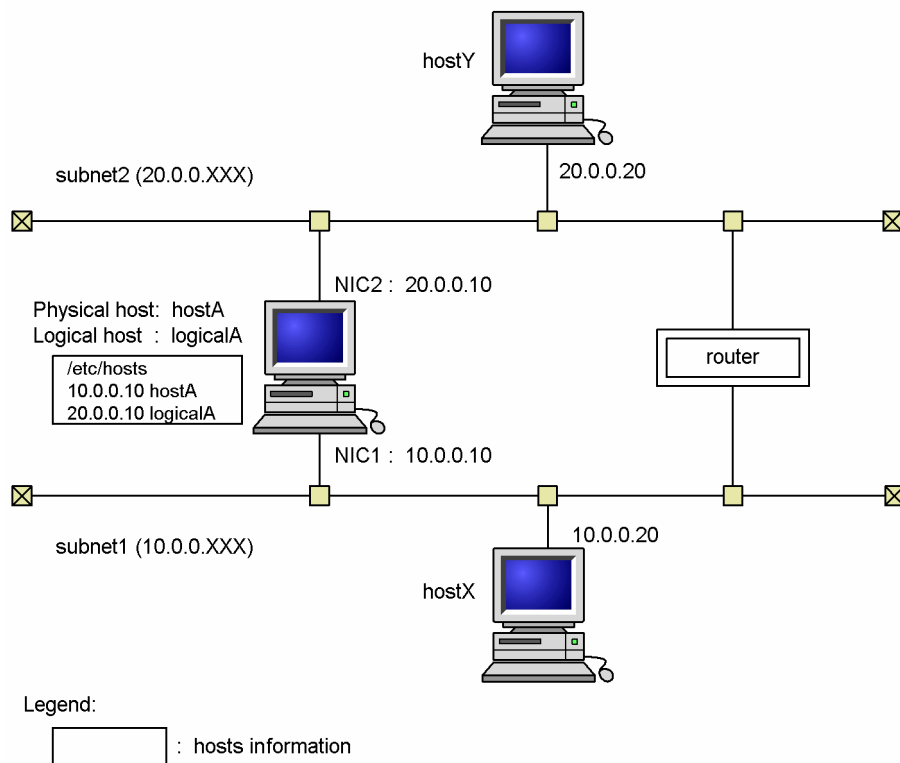 hostY
subnet2 (20.0.0.XXX)
20.0.0.20
NIC2 : 20.0.0.10
Physical host: hostA
Logical host : logicalA
/etc/hosts
10.0.0.10 hostA
20.0.0.10 logicalA
router
NIC1 : 10.0.0.10
subnet1 (10.0.0.XXX)
10.0.0.20
hostX
Legend:
: hosts information